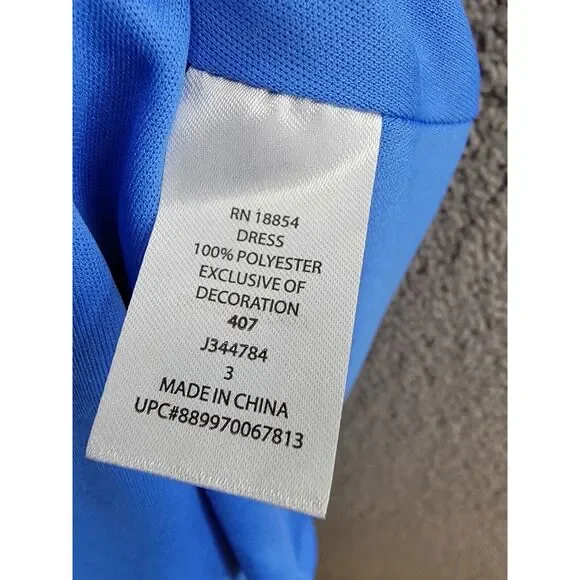 RN 18854
DRESS
100% POLYESTER
EXCLUSIVE OF
DECORATION
407
J344784
3
MADE IN CHINA
UPC#889970067813